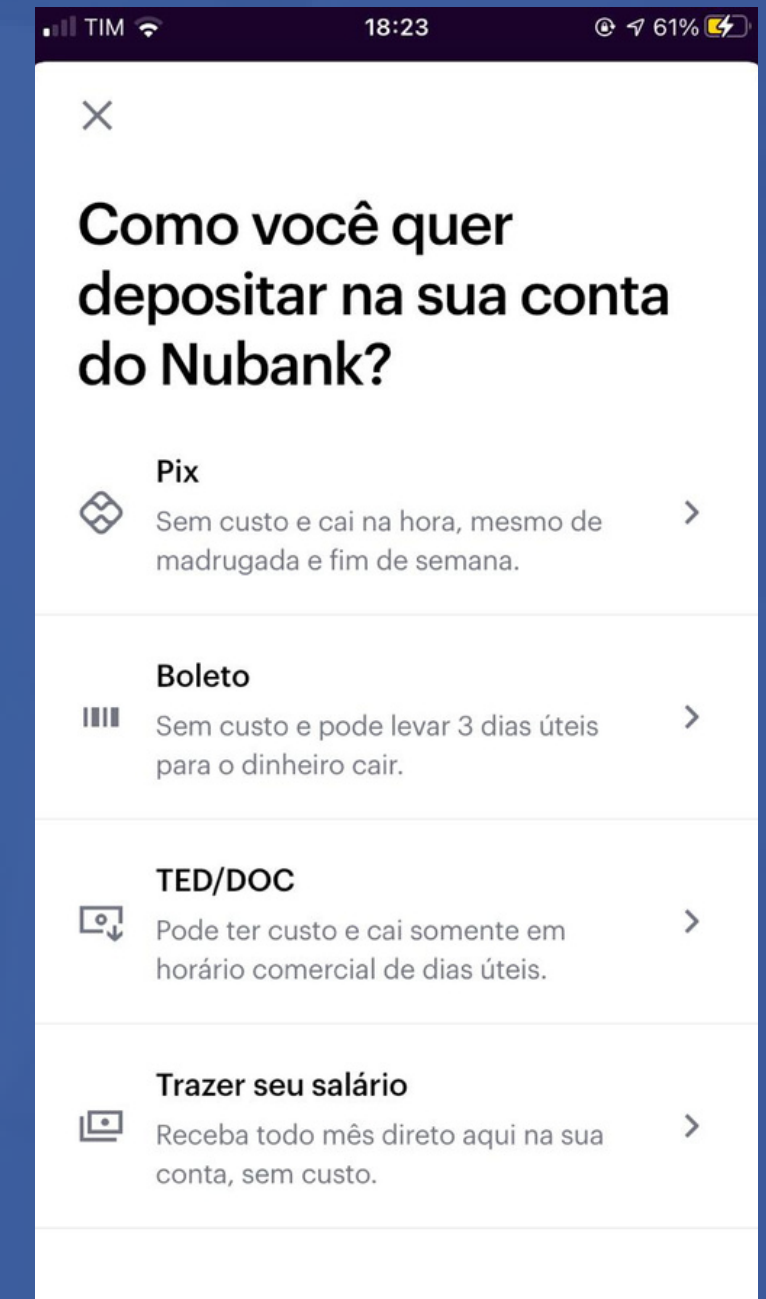 TIM 18:23 61%
Como você quer
depositar na sua conta
do Nubank?
Pix
Sem custo e cai na hora, mesmo de
madrugada e fim de semana.
Boleto
Sem custo e pode levar 3 dias úteis
para o dinheiro cair.
TED/DOC
Pode ter custo e cai somente em
horário comercial de dias úteis.
Trazer seu salário
Receba todo mês direto aqui na sua
conta, sem custo.